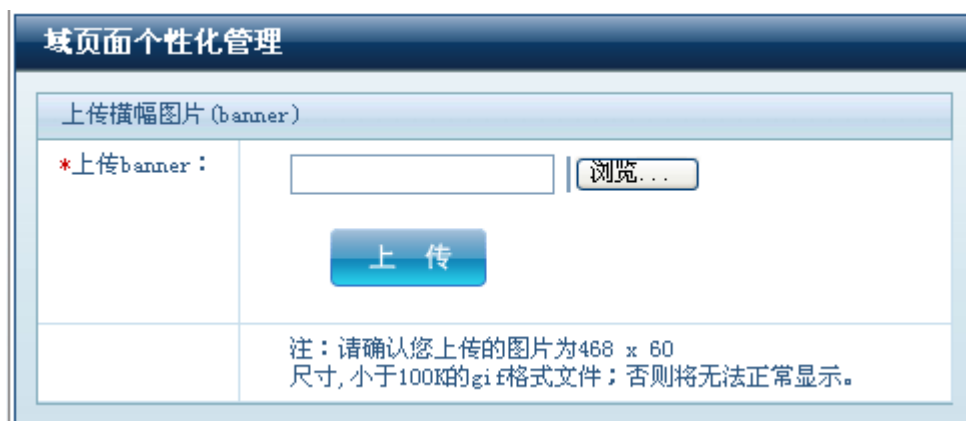 域页面个性化管理
上传横幅图片(banner)
*上传banner：
浏览...
上 传
注：请确认您上传的图片为468 x 60
尺寸,小于100K的gif格式文件；否则将无法正常显示。